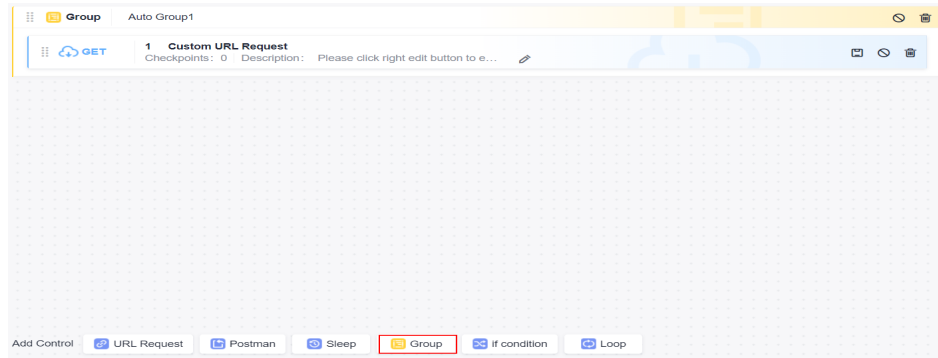 Group Auto Group1
GET 1 Custom URL Request
Checkpoints: 0 Description: Please click right edit button to e...
Add Control URL Request Postman Sleep Group if condition Loop